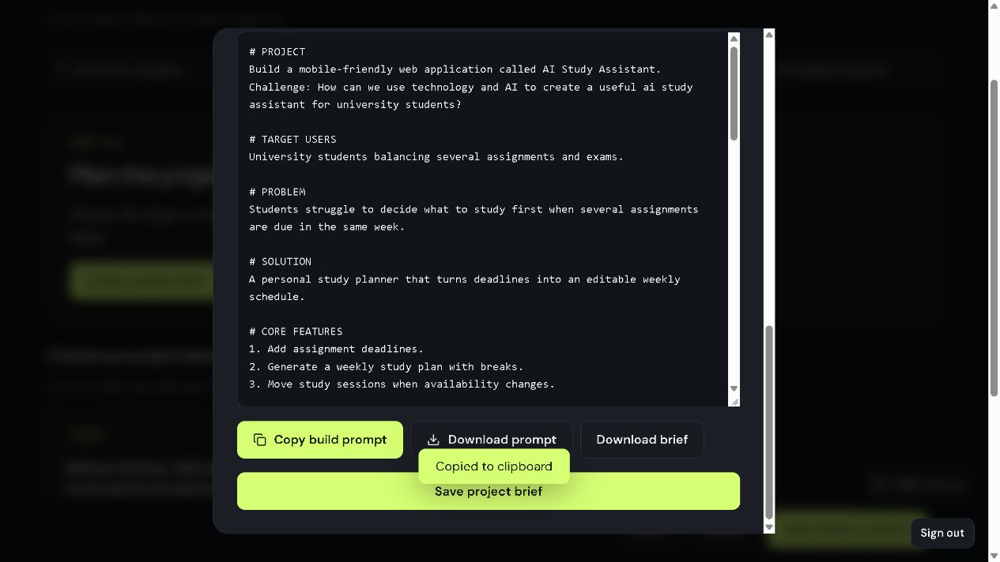 # PROJECT
Build a mobile-friendly web application called AI Study Assistant.
Challenge: How can we use technology and AI to create a useful ai study
assistant for university students?
# TARGET USERS
University students balancing several assignments and exams.
# PROBLEM
Students struggle to decide what to study first when several assignments
are due in the same week.
# SOLUTION
A personal study planner that turns deadlines into an editable weekly
schedule.
# CORE FEATURES
1. Add assignment deadlines.
2. Generate a weekly study plan with breaks.
3. Move study sessions when availability changes.
Copy build prompt
Download prompt
Download brief
Copied to clipboard
Save project brief
Sign out